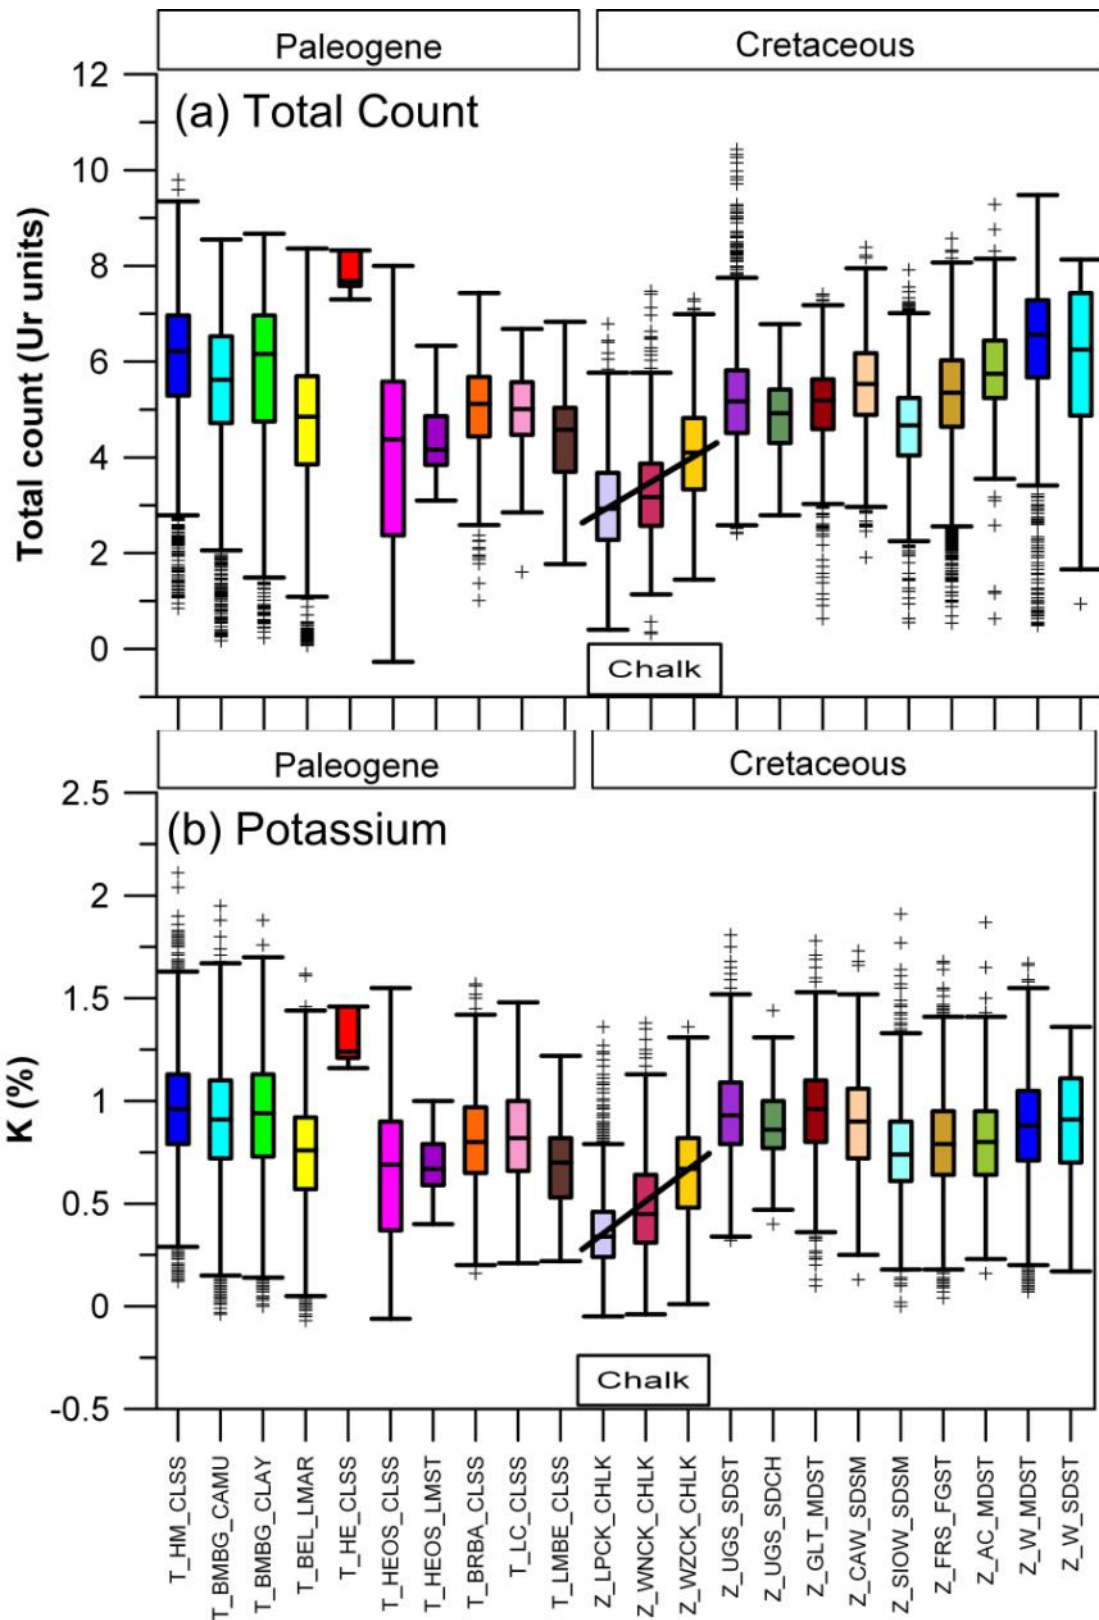 Paleogene
Cretaceous
(a) Total Count
Total count (Ur units)
12
10
8
6
4
2
0
Chalk
Paleogene
Cretaceous
(b) Potassium
K (%)
2.5
2
1.5
1
0.5
0
-0.5
Chalk
T_HM_CLSS
T_BMBG_CAMU
T_BMBG_CLAY
T_BEL_LMAR
T_HE_CLSS
T_HEOS_CLSS
T_HEOS_LMST
T_BRBA_CLSS
T_LC_CLSS
T_LMBE_CLSS
Z_LPCK_CHLK
Z_WNCK_CHLK
Z_WZCK_CHLK
Z_UGS_SDST
Z_UGS_SDCH
Z_GLT_MDST
Z_CAW_SDSM
Z_SIOW_SDSM
Z_FRS_FGST
Z_AC_MDST
Z_W_MDST
Z_W_SDST